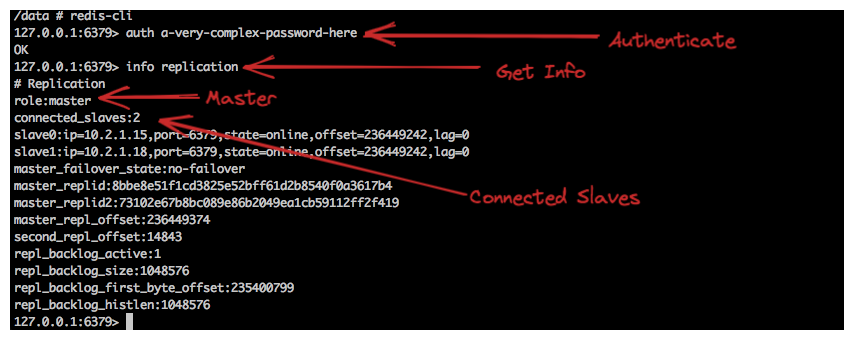 /data # redis-cli
127.0.0.1:6379> auth a-very-complex-password-here
Authenticate
OK
127.0.0.1:6379> info replication
Get Info
# Replication
role:master
Master
connected_slaves:2
slave0:ip=10.2.1.15,port=6379,state=online,offset=236449242,lag=0
slave1:ip=10.2.1.18,port=6379,state=online,offset=236449242,lag=0
master_failover_state:no-failover
master_replid:8bbe8e51f1cd3825e52bff61d2b8540f0a3617b4
master_replid2:73102e67b8bc089e86b2049ea1cb59112ff2f419
Connected Slaves
master_repl_offset:236449374
second_repl_offset:14843
repl_backlog_active:1
repl_backlog_size:1048576
repl_backlog_first_byte_offset:235400799
repl_backlog_histlen:1048576
127.0.0.1:6379>